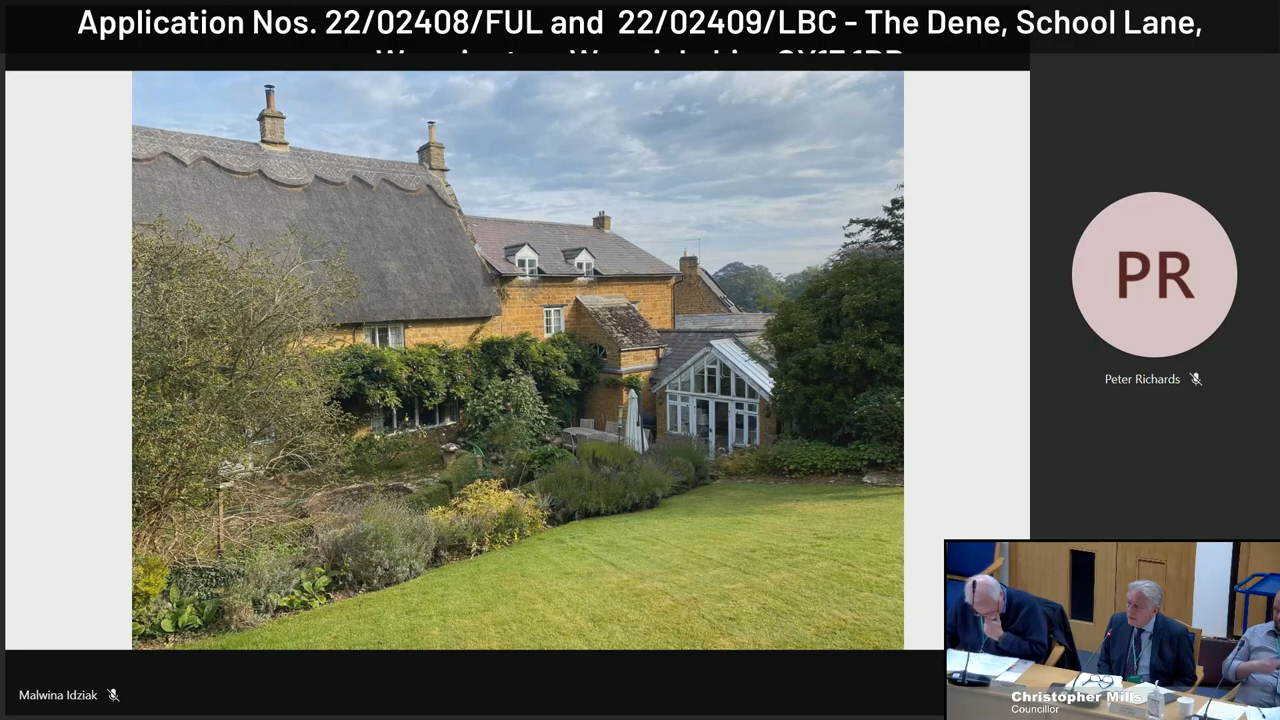 Application Nos. 22/02408/FUL and 22/02409/LBC - The Dene, School Lane,
PR
Peter Richards
Malwina Idziak
Christopher Mills
Councillor